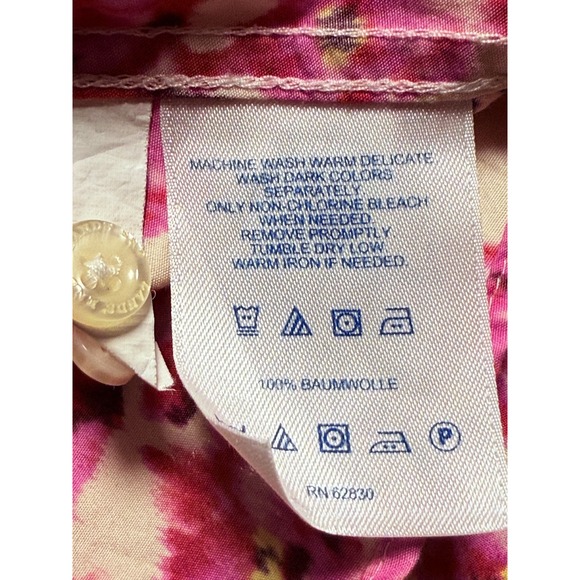 MACHINE WASH WARM DELICATE
WASH DARK COLORS
SEPARATELY
ONLY NON-CHLORINE BLEACH
WHEN NEEDED
REMOVE PROMPTLY
TUMBLE DRY LOW
WARM IRON IF NEEDED.
100% BAUMWOLLE
P
RN 62830